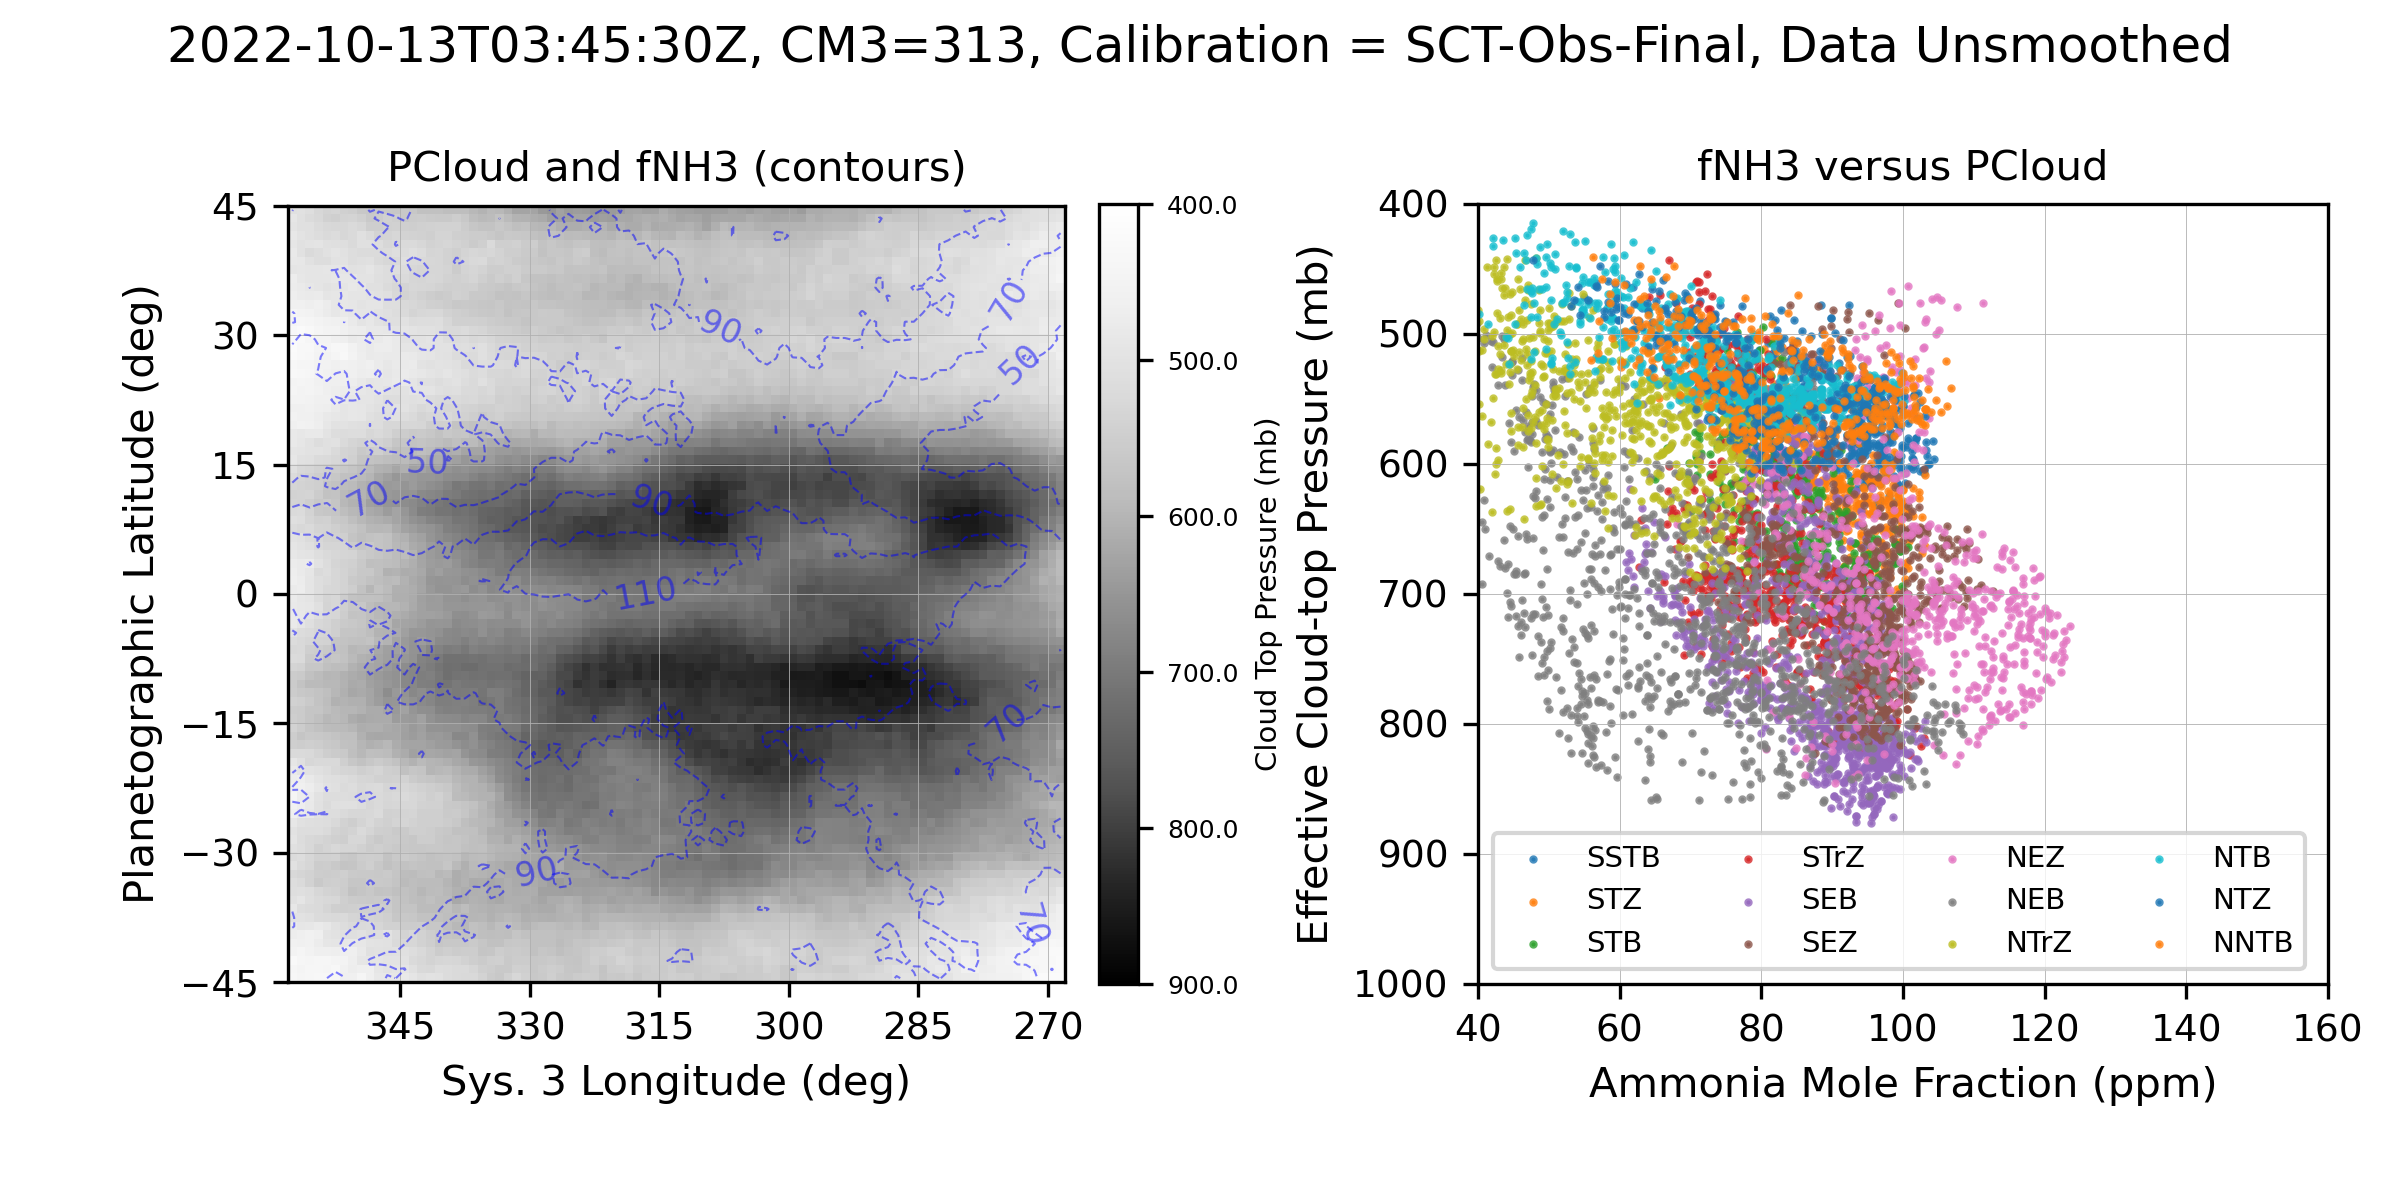 2022-10-13T03:45:30Z, CM3=313, Calibration = SCT-Obs-Final, Data Unsmoothed
PCloud and fNH3 (contours)
Planetographic Latitude (deg)
45
30
15
0
−15
−30
−45
345
330
315
300
285
270
Sys. 3 Longitude (deg)
90
70
50
50
70
90
110
70
90
70
400.0
500.0
600.0
700.0
800.0
900.0
Cloud Top Pressure (mb)
fNH3 versus PCloud
Effective Cloud-top Pressure (mb)
400
500
600
700
800
900
1000
SSTB
STZ
STB
STrZ
SEB
SEZ
NEZ
NEB
NTrZ
NTB
NTZ
NNTB
40
60
80
100
120
140
160
Ammonia Mole Fraction (ppm)